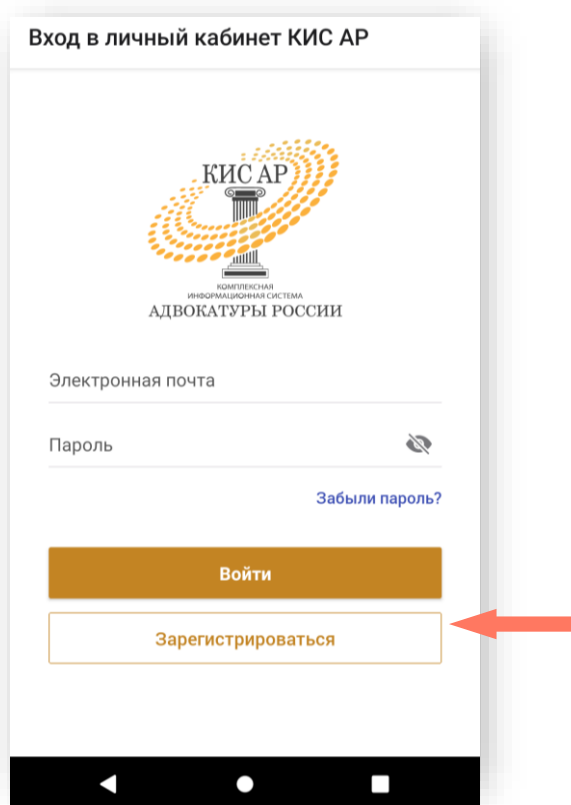 Вход в личный кабинет КИС АР
КИС АР
КОМПЛЕКСНАЯ
ИНФОРМАЦИОННАЯ СИСТЕМА
АДВОКАТУРЫ РОССИИ
Электронная почта
Пароль
Забыли пароль?
Войти
Зарегистрироваться